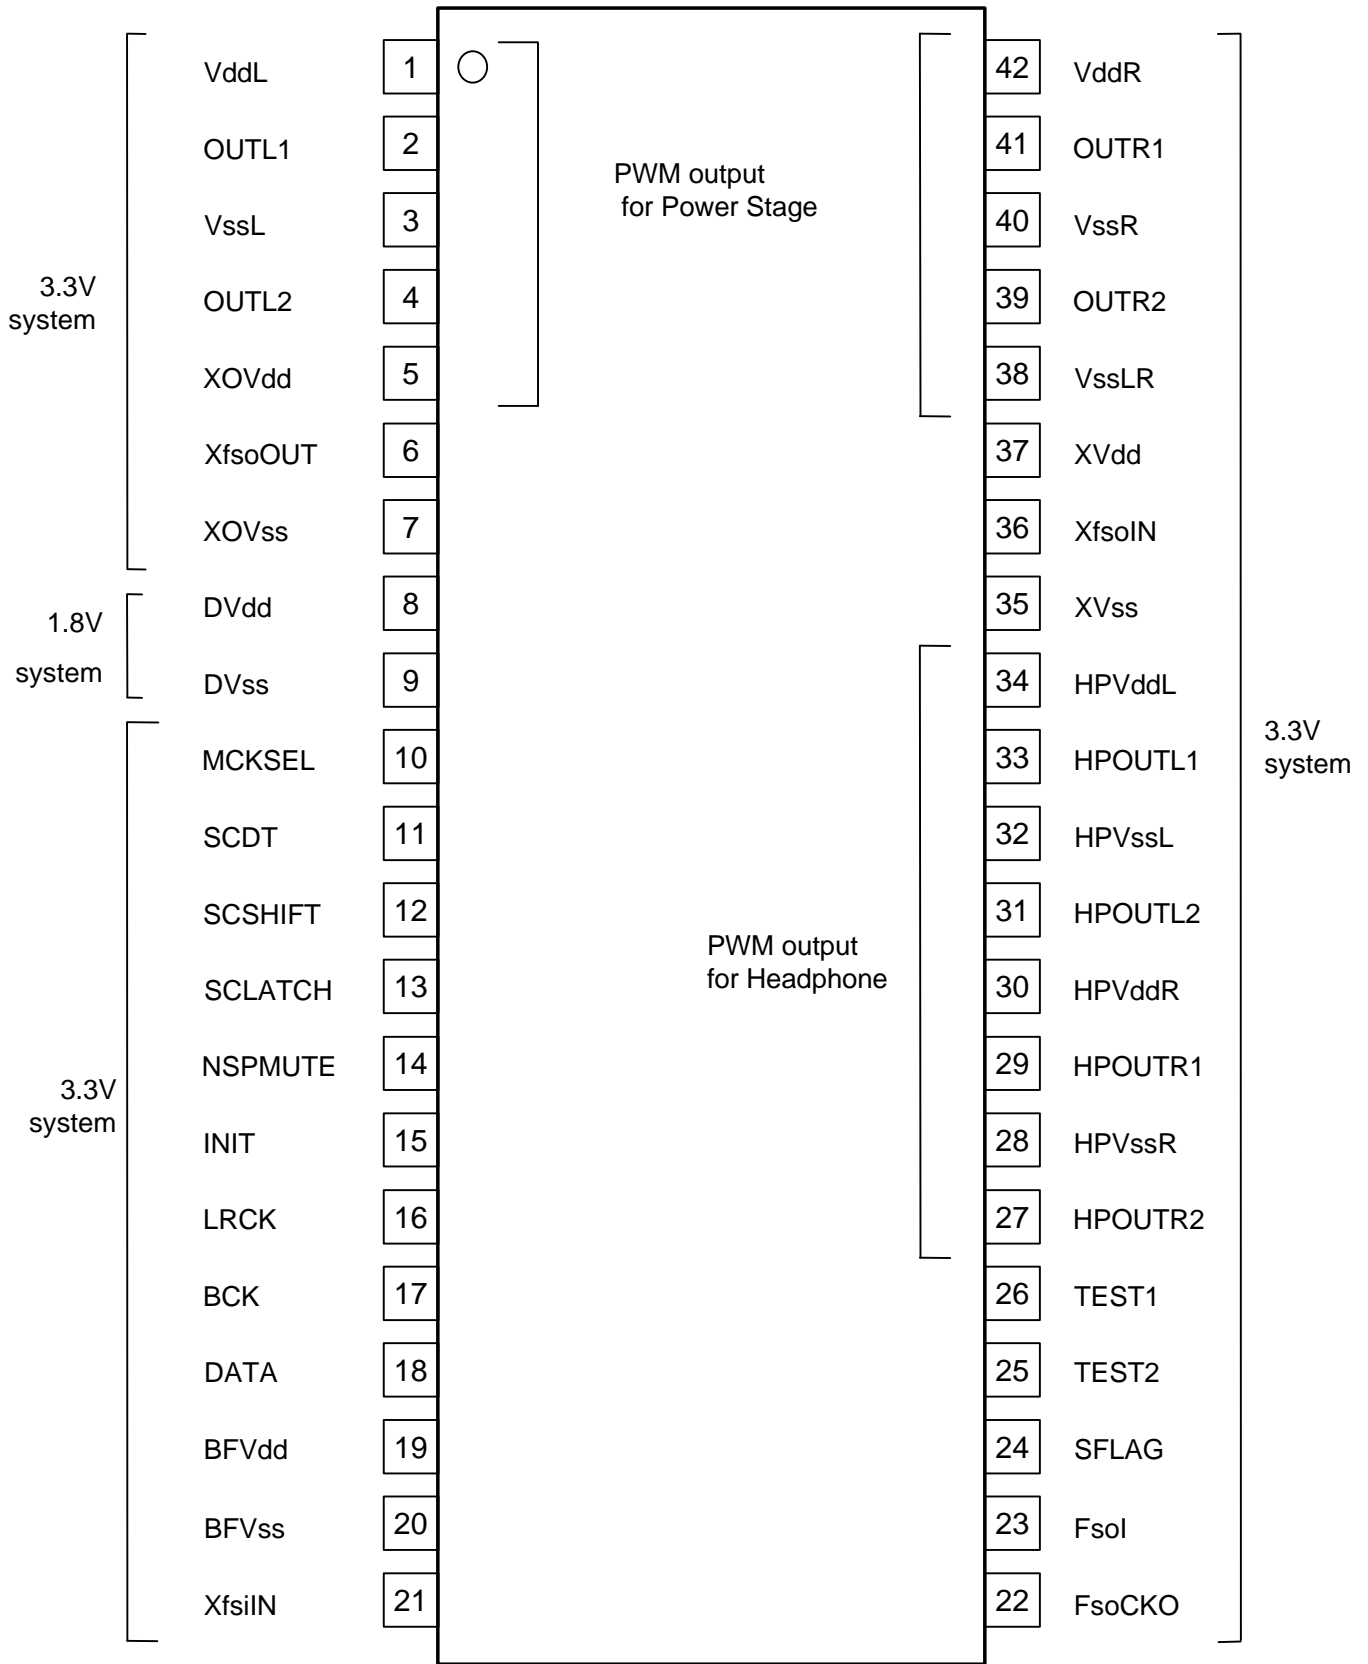 VddL 1 42 VddR
OUTL1 2 41 OUTR1
PWM output
for Power Stage
VssL 3 40 VssR
3.3V
system
OUTL2 4 39 OUTR2
XOVdd 5 38 VssLR
XfsoOUT 6 37 XVdd
XOVss 7 36 XfsoIN
1.8V
system
DVdd 8 35 XVss
DVss 9 34 HPVddL
MCKSEL 10 33 HPOUTL1
3.3V
system
SCDT 11 32 HPVssL
SCSHIFT 12 31 HPOUTL2
PWM output
for Headphone
SCLATCH 13 30 HPVddR
NSPMUTE 14 29 HPOUTR1
3.3V
system
INIT 15 28 HPVssR
LRCK 16 27 HPOUTR2
BCK 17 26 TEST1
DATA 18 25 TEST2
BFVdd 19 24 SFLAG
BFVss 20 23 FsoI
XfsiIN 21 22 FsoCKO